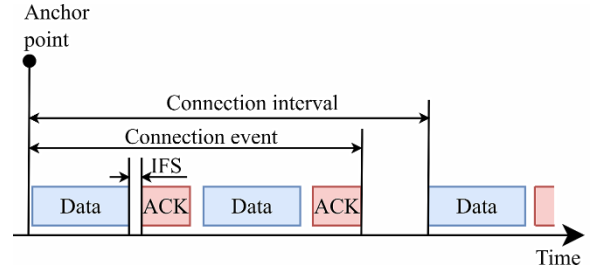 Anchor
point
Connection interval
Connection event
IFS
Data ACK Data ACK Data
Time